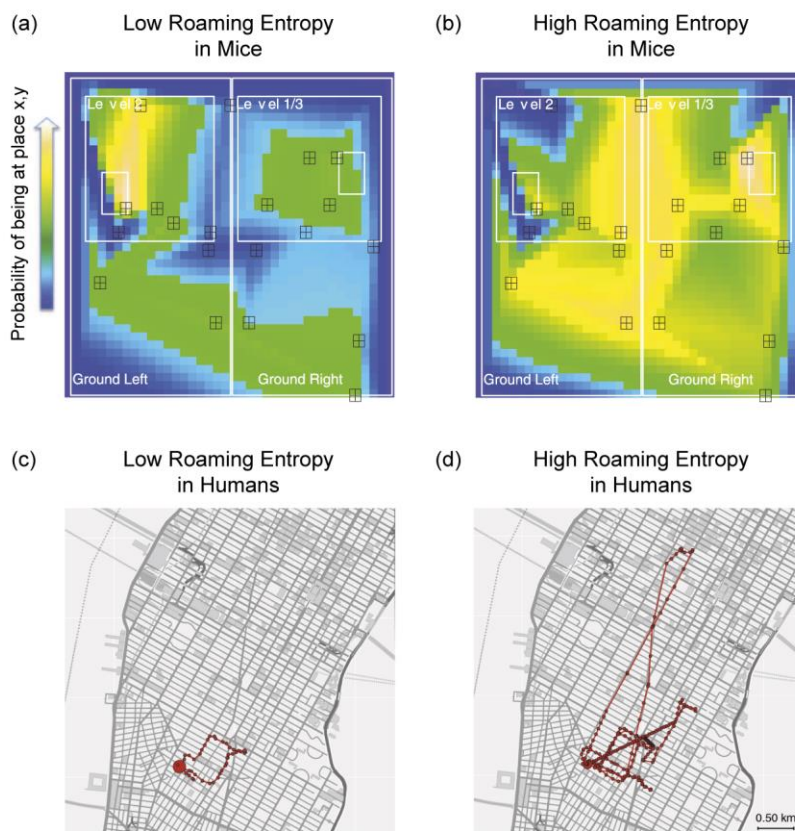 (a)
Low Roaming Entropy
in Mice
(b)
High Roaming Entropy
in Mice
Probability of being at place x,y
Le vel 2
Le vel 1/3
Ground Left
Ground Right
Le vel 2
Le vel 1/3
Ground Left
Ground Right
(c)
Low Roaming Entropy
in Humans
(d)
High Roaming Entropy
in Humans
0.50 km